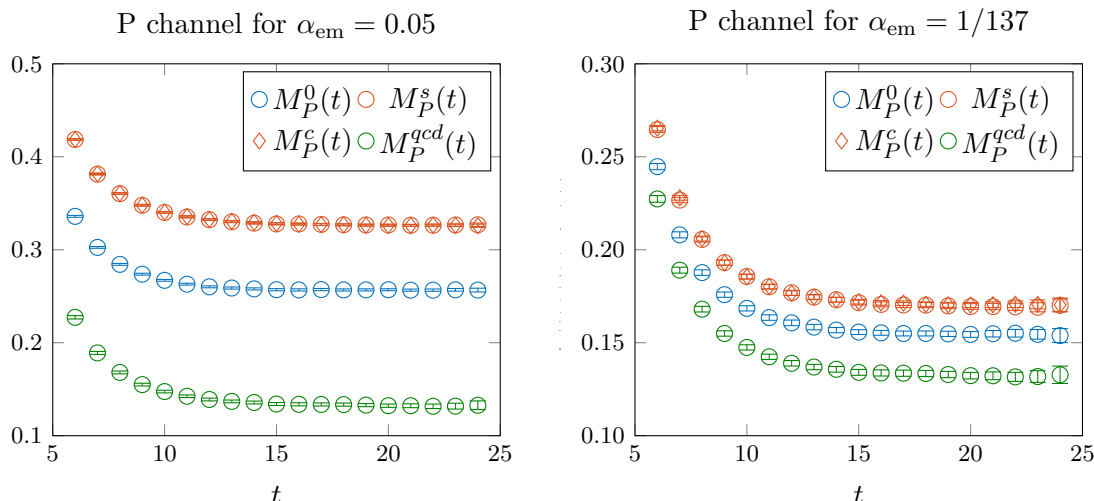 P channel for α_em = 0.05
0.5
0.4
0.3
0.2
0.1
5 10 15 20 25
t
M_P^0(t) M_P^s(t)
M_P^c(t) M_P^{qcd}(t)
P channel for α_em = 1/137
0.30
0.25
0.20
0.15
0.10
5 10 15 20 25
t
M_P^0(t) M_P^s(t)
M_P^c(t) M_P^{qcd}(t)